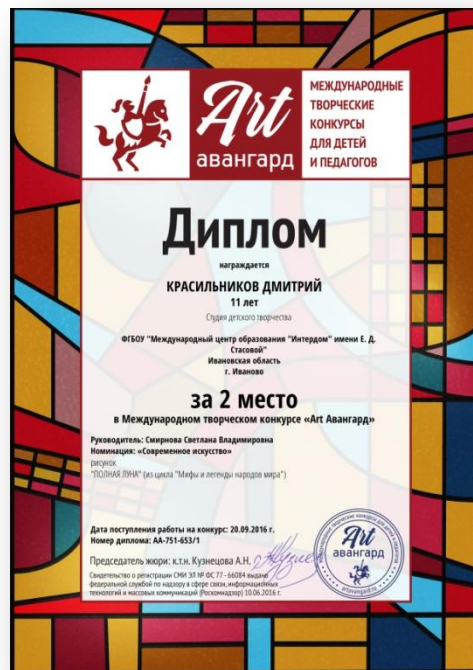 Art
авангард
МЕЖДУНАРОДНЫЕ
ТВОРЧЕСКИЕ
КОНКУРСЫ
ДЛЯ ДЕТЕЙ
И ПЕДАГОГОВ
Диплом
награждается
КРАСИЛЬНИКОВ ДМИТРИЙ
11 лет
Студия детского творчества
ФГБОУ "Международный центр образования "Интердом" имени Е. Д.
Стасовой"
Ивановская область
г. Иваново
за 2 место
в Международном творческом конкурсе «Art Авангард»
Руководитель: Смирнова Светлана Владимировна
Номинация: «Современное искусство»
рисунок
"ПОЛНАЯ ЛУНА" (из цикла "Мифы и легенды народов мира")
Дата поступления работы на конкурс: 20.09.2016 г.
Номер диплома: АА-751-653/1
Председатель жюри: к.т.н. Кузнецова А.Н.
Свидетельство о регистрации СМИ ЭЛ № ФС 77 - 66084 выдано
федеральной службой по надзору в сфере связи, информационных
технологий и массовых коммуникаций (Роскомнадзор) 10.06.2016 г.
Art
авангард
artavangard.ru